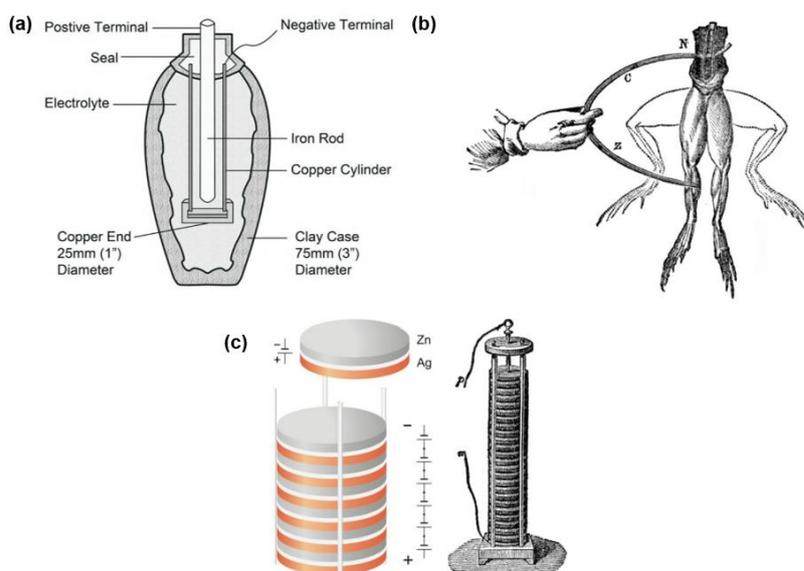 (a)
Postive Terminal
Negative Terminal
Seal
Electrolyte
Iron Rod
Copper Cylinder
Copper End
25mm (1”)
Diameter
Clay Case
75mm (3”)
Diameter
(b)
N
C
Z
(c)
Zn
Ag
−
+
−
+
P